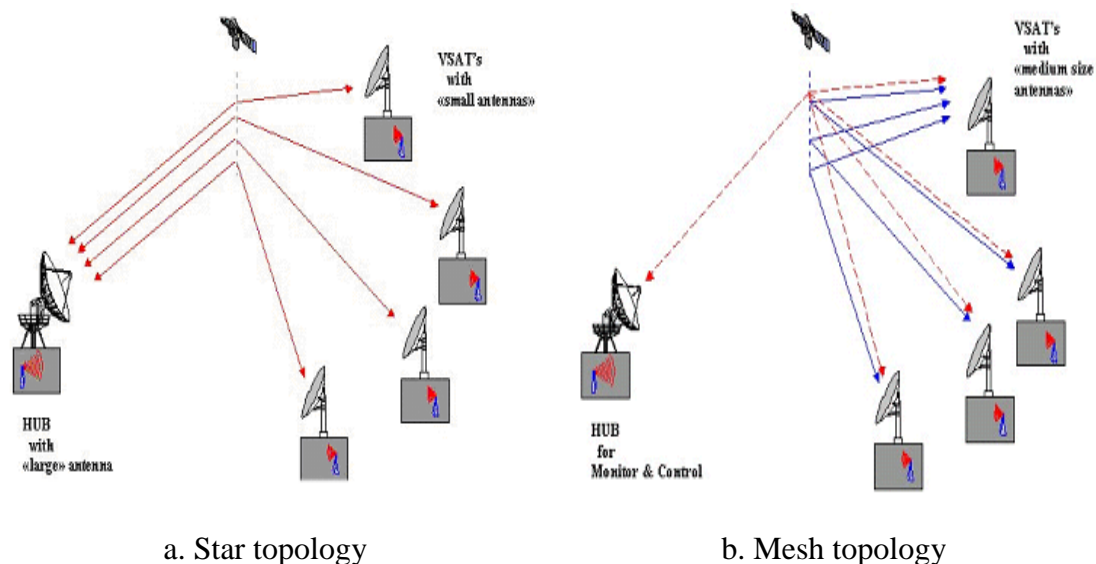 VSAT's
with
«small antennas»
HUB
with
«large» antenna
a. Star topology
VSAT's
with
«medium size
antennas»
HUB
for
Monitor & Control
b. Mesh topology